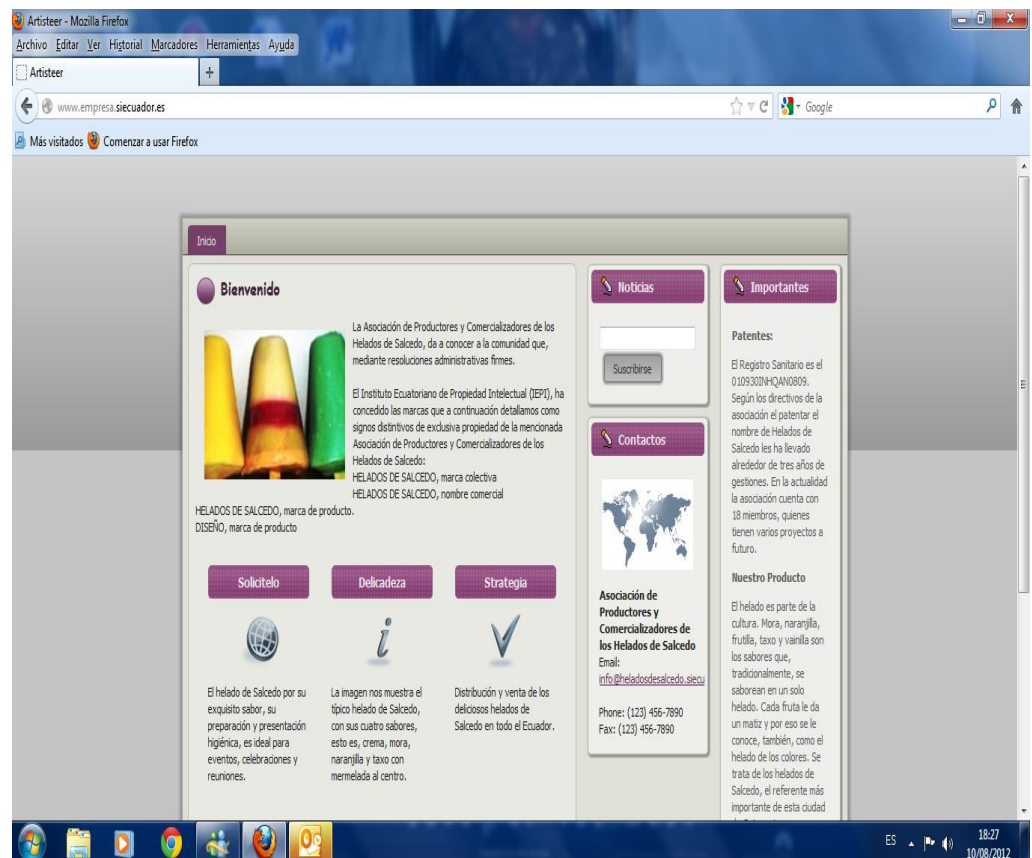 Artisteer - Mozilla Firefox
Archivo Editar Ver Historial Marcadores Herramientas Ayuda
Artisteer
www.empresa.siecuador.es
Google
Más visitados Comenzar a usar Firefox
Inicio
Bienvenido
La Asociación de Productores y Comercializadores de los
Helados de Salcedo, da a conocer a la comunidad que,
mediante resoluciones administrativas firmes.
El Instituto Ecuatoriano de Propiedad Intelectual (IEPI), ha
concedido las marcas que a continuación detallamos como
signos distintivos de exclusiva propiedad de la mencionada
Asociación de Productores y Comercializadores de los
Helados de Salcedo:
HELADOS DE SALCEDO, marca colectiva
HELADOS DE SALCEDO, nombre comercial
HELADOS DE SALCEDO, marca de producto.
DISEÑO, marca de producto
Solicitelo
El helado de Salcedo por su
exquisito sabor, su
preparación y presentación
higiénica, es ideal para
eventos, celebraciones y
reuniones.
Delicadeza
La imagen nos muestra el
típico helado de Salcedo,
con sus cuatro sabores,
esto es, crema, mora,
naranjilla y taxo con
mermelada al centro.
Strategia
Distribución y venta de los
deliciosos helados de
Salcedo en todo el Ecuador.
Noticias
Suscribirse
Contactos
Asociación de
Productores y
Comercializadores de
los Helados de Salcedo
Email:
info@heladosdesalcedo.siecu
Phone: (123) 456-7890
Fax: (123) 456-7890
Importantes
Patentes:
El Registro Sanitario es el
010930INHQAN0809.
Según los directivos de la
asociación el patentar el
nombre de Helados de
Salcedo les ha llevado
alrededor de tres años de
gestiones. En la actualidad
la asociación cuenta con
18 miembros, quienes
tienen varios proyectos a
futuro.
Nuestro Producto
El helado es parte de la
cultura. Mora, naranjilla,
frutilla, taxo y vainilla son
los sabores que,
tradicionalmente, se
saborean en un solo
helado. Cada fruta le da
un matiz y por eso se le
conoce, también, como el
helado de los colores. Se
trata de los helados de
Salcedo, el referente más
importante de esta ciudad
ES
18:27
10/08/2012